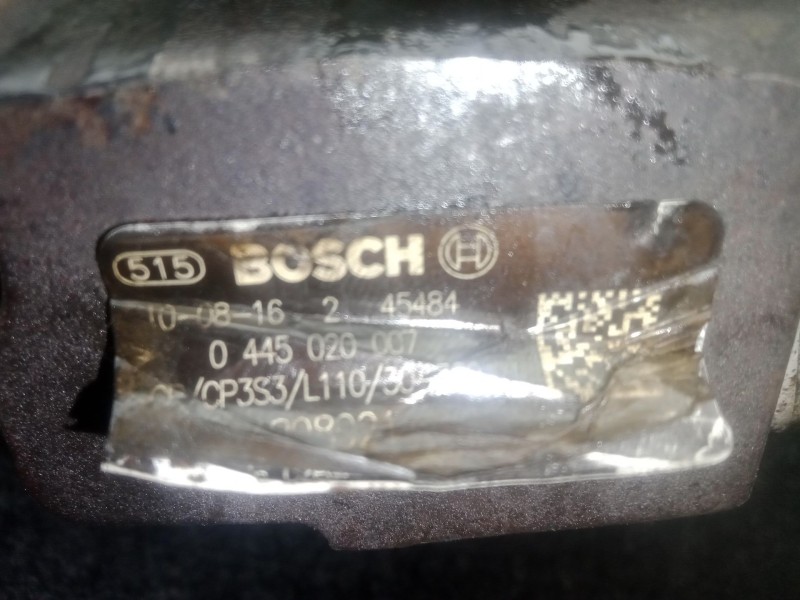 515 BOSCH
10-08-16 2 45484
0 445 020 007
/CP3S3/L110/30